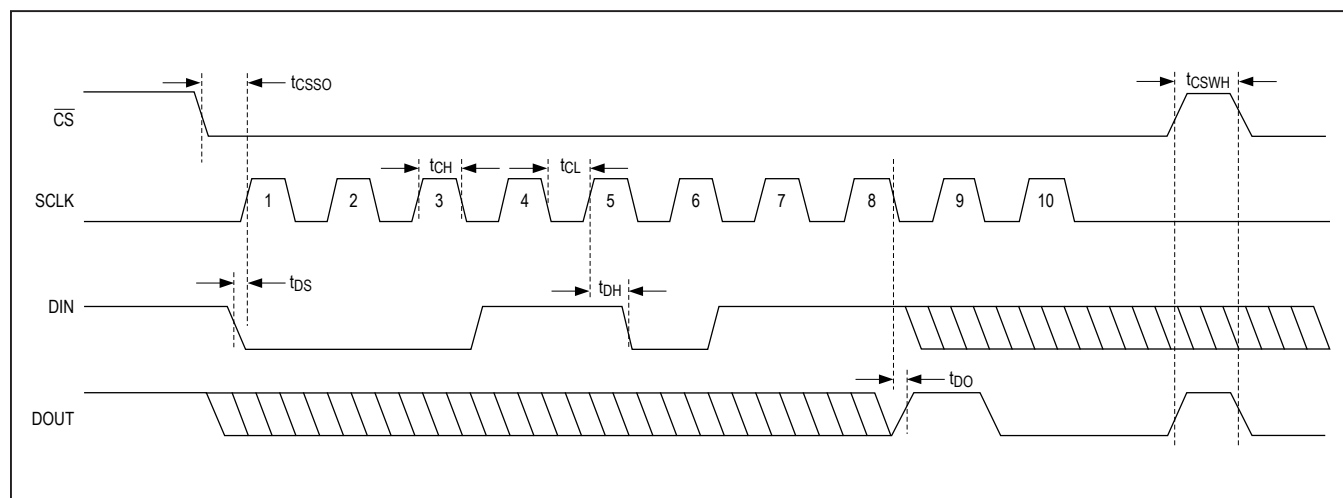 tCSSO
tCSWH
CS
tCH
tCL
SCLK
1 2 3 4 5 6 7 8 9 10
tDS
tDH
DIN
tDO
DOUT